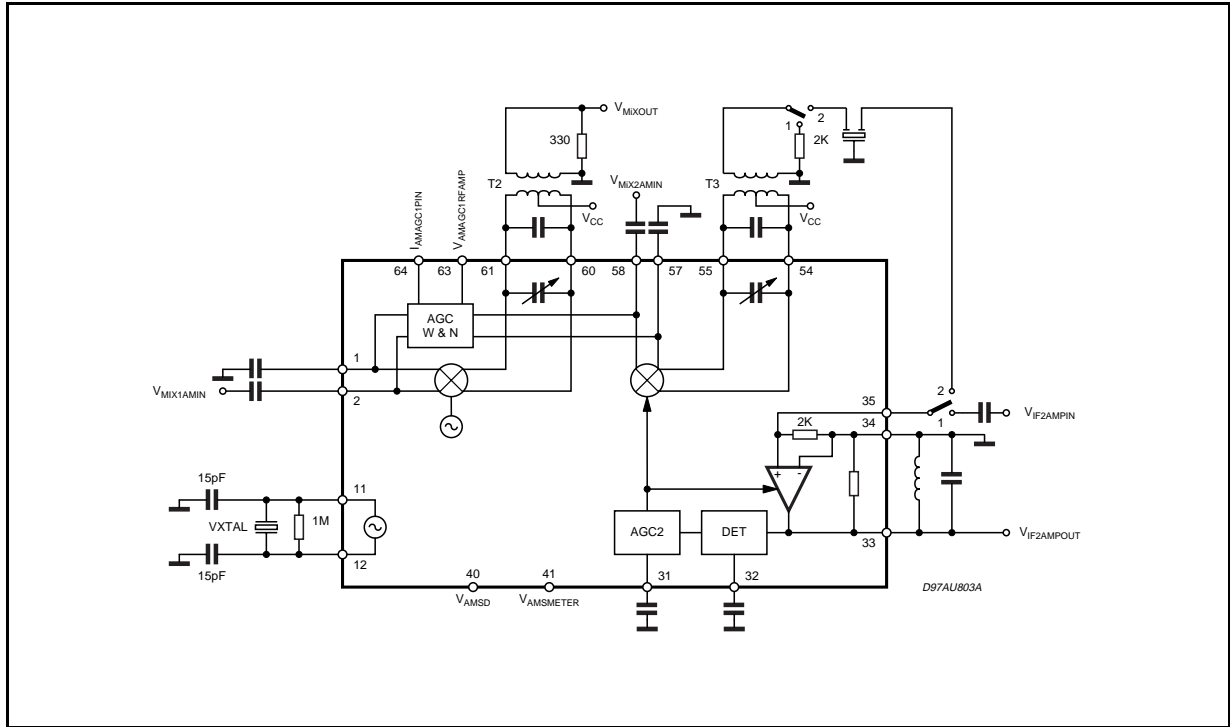 VMiXOUT
330
2
1
2K
T2
VMiX2AMIN
T3
VCC
VCC
IAMAGC1PIN
VAMAGC1RFAMP
64
63
61
60
58
57
55
54
AGC
W & N
1
VMIX1AMIN
2
2
35
1
VIF2AMPIN
2K
34
+ -
15pF
11
VXTAL
1M
12
15pF
AGC2
DET
33
VIF2AMPOUT
40
41
31
32
VAMSD
VAMSMETER
D97AU803A